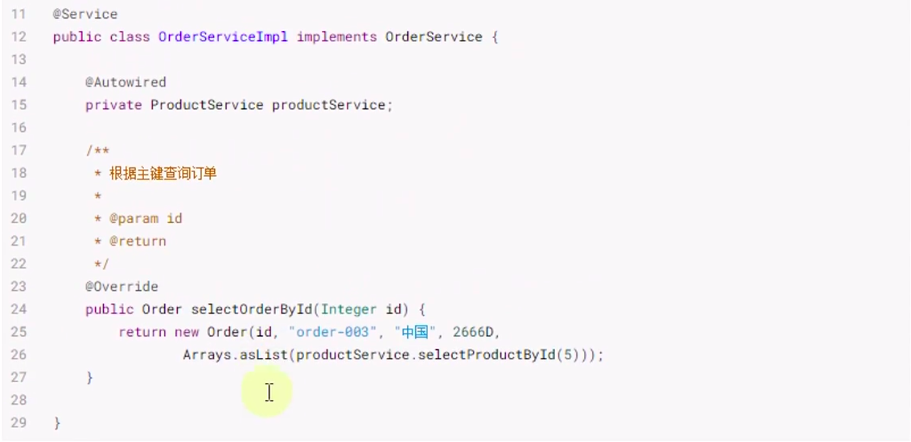 11 @Service
12 public class OrderServiceImpl implements OrderService {
13
14     @Autowired
15     private ProductService productService;
16
17     /**
18      * 根据主键查询订单
19      *
20      * @param id
21      * @return
22      */
23     @Override
24     public Order selectOrderById(Integer id) {
25         return new Order(id, "order-003", "中国", 2666D,
26                 Arrays.asList(productService.selectProductById(5)));
27     }
28
29 }